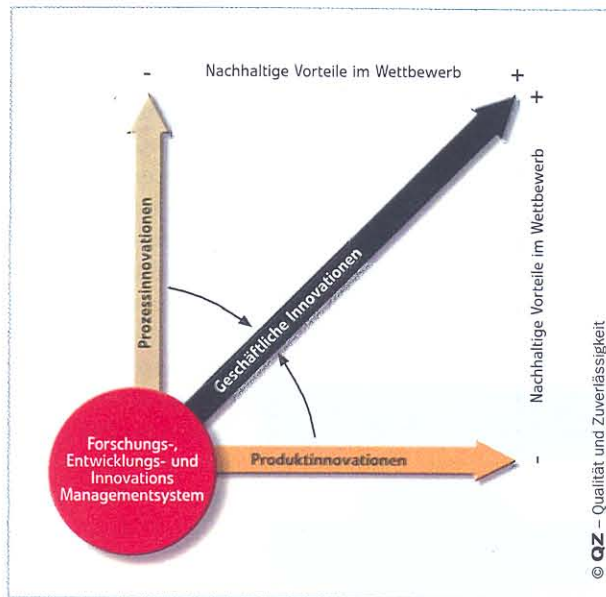 - Nachhaltige Vorteile im Wettbewerb +
+
Prozessinnovationen
Geschäftliche Innovationen
Nachhaltige Vorteile im Wettbewerb
Forschungs-,
Entwicklungs- und
Innovations
Managementsystem
Produktinnovationen
-
© QZ – Qualität und Zuverlässigkeit